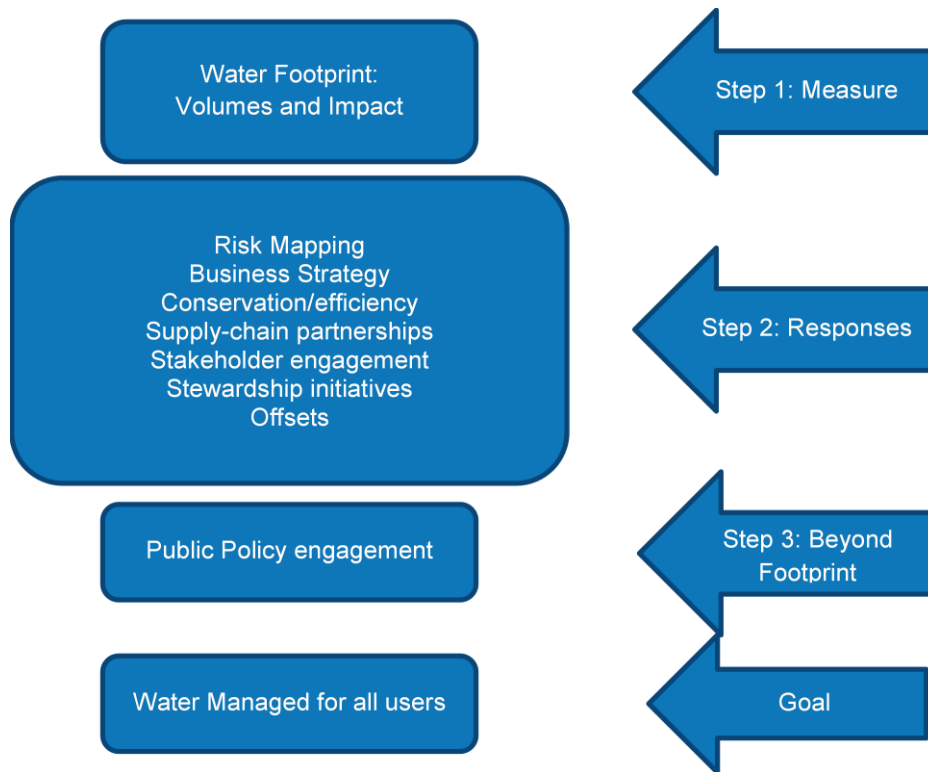 Water Footprint:
Volumes and Impact
Step 1: Measure
Risk Mapping
Business Strategy
Conservation/efficiency
Supply-chain partnerships
Stakeholder engagement
Stewardship initiatives
Offsets
Step 2: Responses
Public Policy engagement
Step 3: Beyond
Footprint
Water Managed for all users
Goal